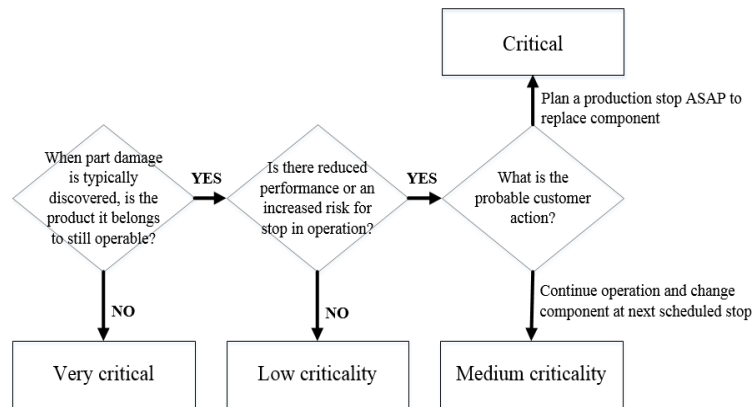 Critical
Plan a production stop ASAP to
replace component
When part damage
is typically
discovered, is the
product it belongs
to still operable?
YES
Is there reduced
performance or an
increased risk for
stop in operation?
YES
What is the
probable customer
action?
NO
NO
Continue operation and change
component at next scheduled stop
Very critical
Low criticality
Medium criticality